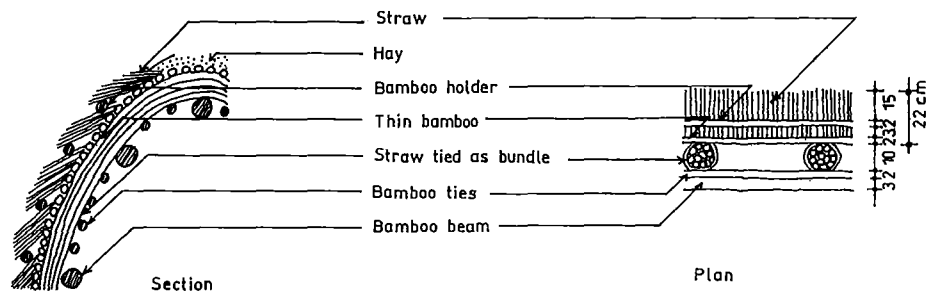 Straw
Hay
Bamboo holder
Thin bamboo
Straw tied as bundle
Bamboo ties
Bamboo beam
Section
Plan
15
2
3
2
10
2
3
22 cm